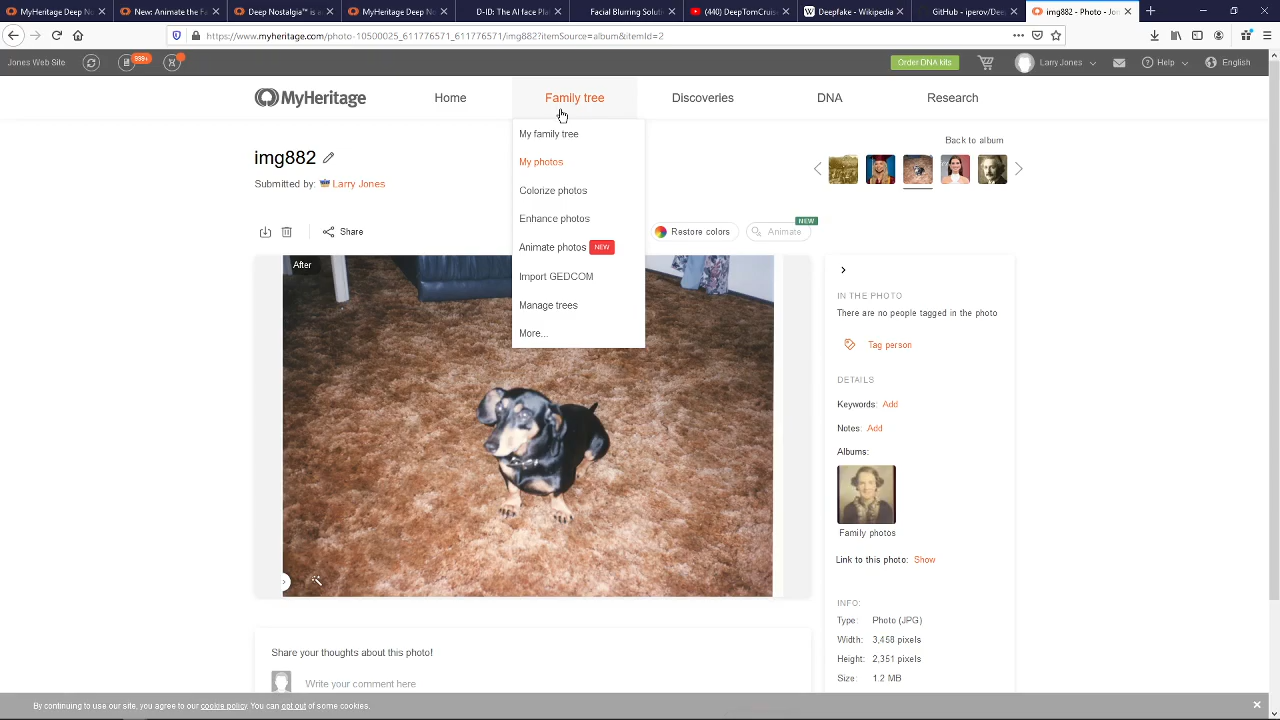 MyHeritage Deep No
New: Animate the Fa
Deep Nostalgia™ is
MyHeritage Deep No
D-ID: The AI face
Facial Blurring Solut
(440) DeepTomCruise
Deepfake - Wikipedia
GitHub - iperov/Dee
img882 - Photo - Jon
https://www.myheritage.com/photo-10500025_611776571_611776571/img882?itemSource=album&itemId=2
Jones Web Site
999+
Order DNA kits
Larry Jones
Help
English
MyHeritage
Home
Family tree
Discoveries
DNA
Research
My family tree
My photos
Colorize photos
Enhance photos
Animate photos NEW
Import GEDCOM
Manage trees
More...
img882
Submitted by: Larry Jones
Back to album
Share
Restore colors
Animate
NEW
After
IN THE PHOTO
There are no people tagged in the photo
Tag person
DETAILS
Keywords: Add
Notes: Add
Albums:
Family photos
Link to this photo: Show
INFO:
Type: Photo (JPG)
Width: 3,458 pixels
Height: 2,351 pixels
Size: 1.2 MB
Share your thoughts about this photo!
Write your comment here
By continuing to use our site, you agree to our cookie policy. You can opt out of some cookies.